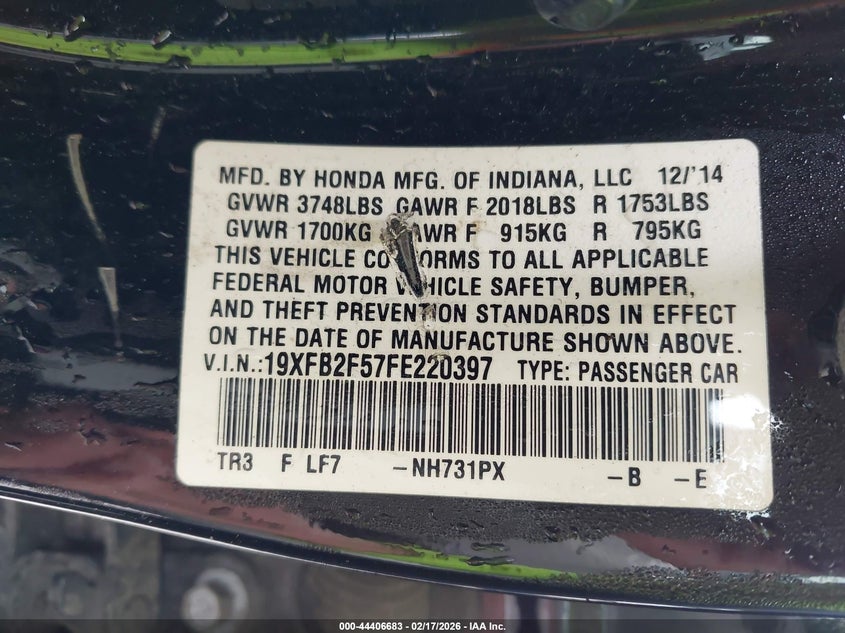 MFD. BY HONDA MFG. OF INDIANA, LLC 12/'14
GVWR 3748LBS GAWR F 2018LBS R 1753LBS
GVWR 1700KG AWR F 915KG R 795KG
THIS VEHICLE CO ORMS TO ALL APPLICABLE
FEDERAL MOTOR V HICLE SAFETY, BUMPER,
AND THEFT PREVENTION STANDARDS IN EFFECT
ON THE DATE OF MANUFACTURE SHOWN ABOVE.
V.I.N.: 19XFB2F57FE220397 TYPE: PASSENGER CAR
TR3 F LF7 -NH731PX -B -E
000-44406683 - 02/17/2026 - IAA Inc.